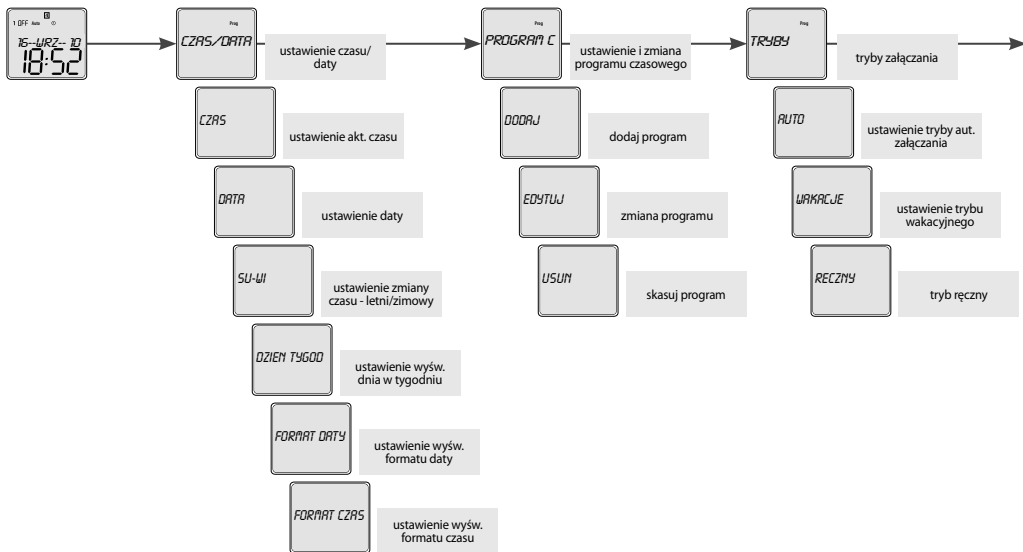 1 OFF Auto
16--WRZ-- 10
18:52
Prog
CZAS/DATA
ustawienie czasu/
daty
CZAS
ustawienie akt. czasu
DATA
ustawienie daty
SU-WI
ustawienie zmiany
czasu - letni/zimowy
DZIEN TYGOD
ustawienie wyśw.
dnia w tygodniu
FORMAT DATY
ustawienie wyśw.
formatu daty
FORMAT CZAS
ustawienie wyśw.
formatu czasu
Prog
PROGRAM C
ustawienie i zmiana
programu czasowego
DODAJ
dodaj program
EDYTUJ
zmiana programu
USUN
skasuj program
Prog
TRYBY
tryby załączania
AUTO
ustawienie tryby aut.
załączania
WAKACJE
ustawienie trybu
wakacyjnego
RECZNY
tryb ręczny